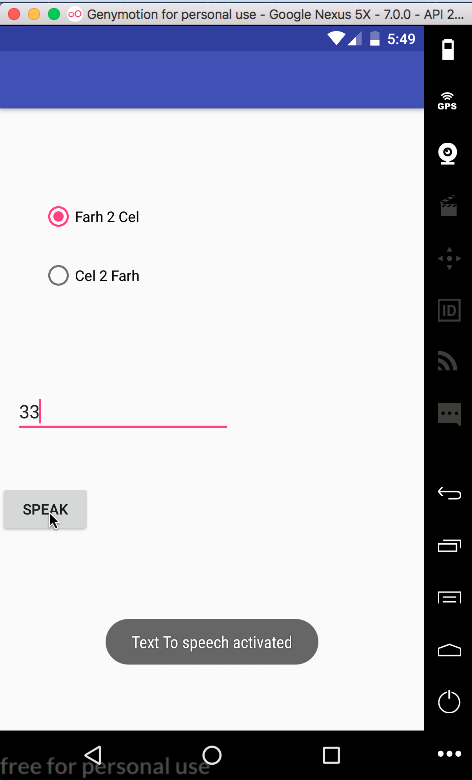 Genymotion for personal use - Google Nexus 5X - 7.0.0 - API 2...
5:49
GPS
Farh 2 Cel
Cel 2 Farh
ID
33
SPEAK
Text To speech activated
free for personal use